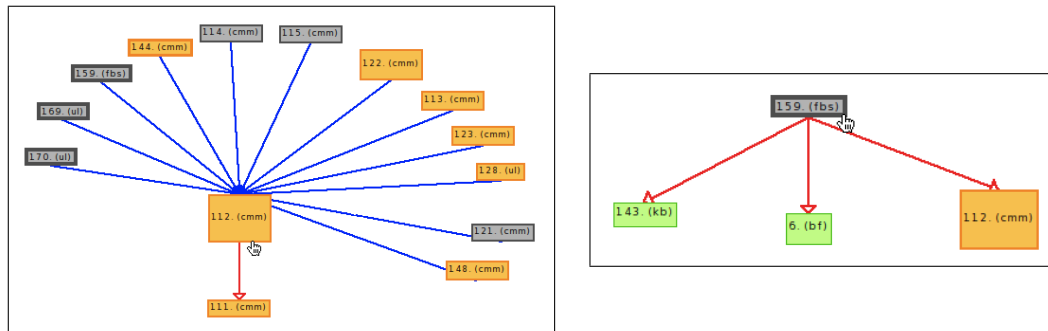 114. (cmm)
115. (cmm)
144. (cmm)
122. (cmm)
159. (fbs)
113. (cmm)
169. (ul)
123. (cmm)
170. (ul)
128. (ul)
112. (cmm)
121. (cmm)
148. (cmm)
111. (cmm)
159. (fbs)
143. (kb)
6. (bf)
112. (cmm)